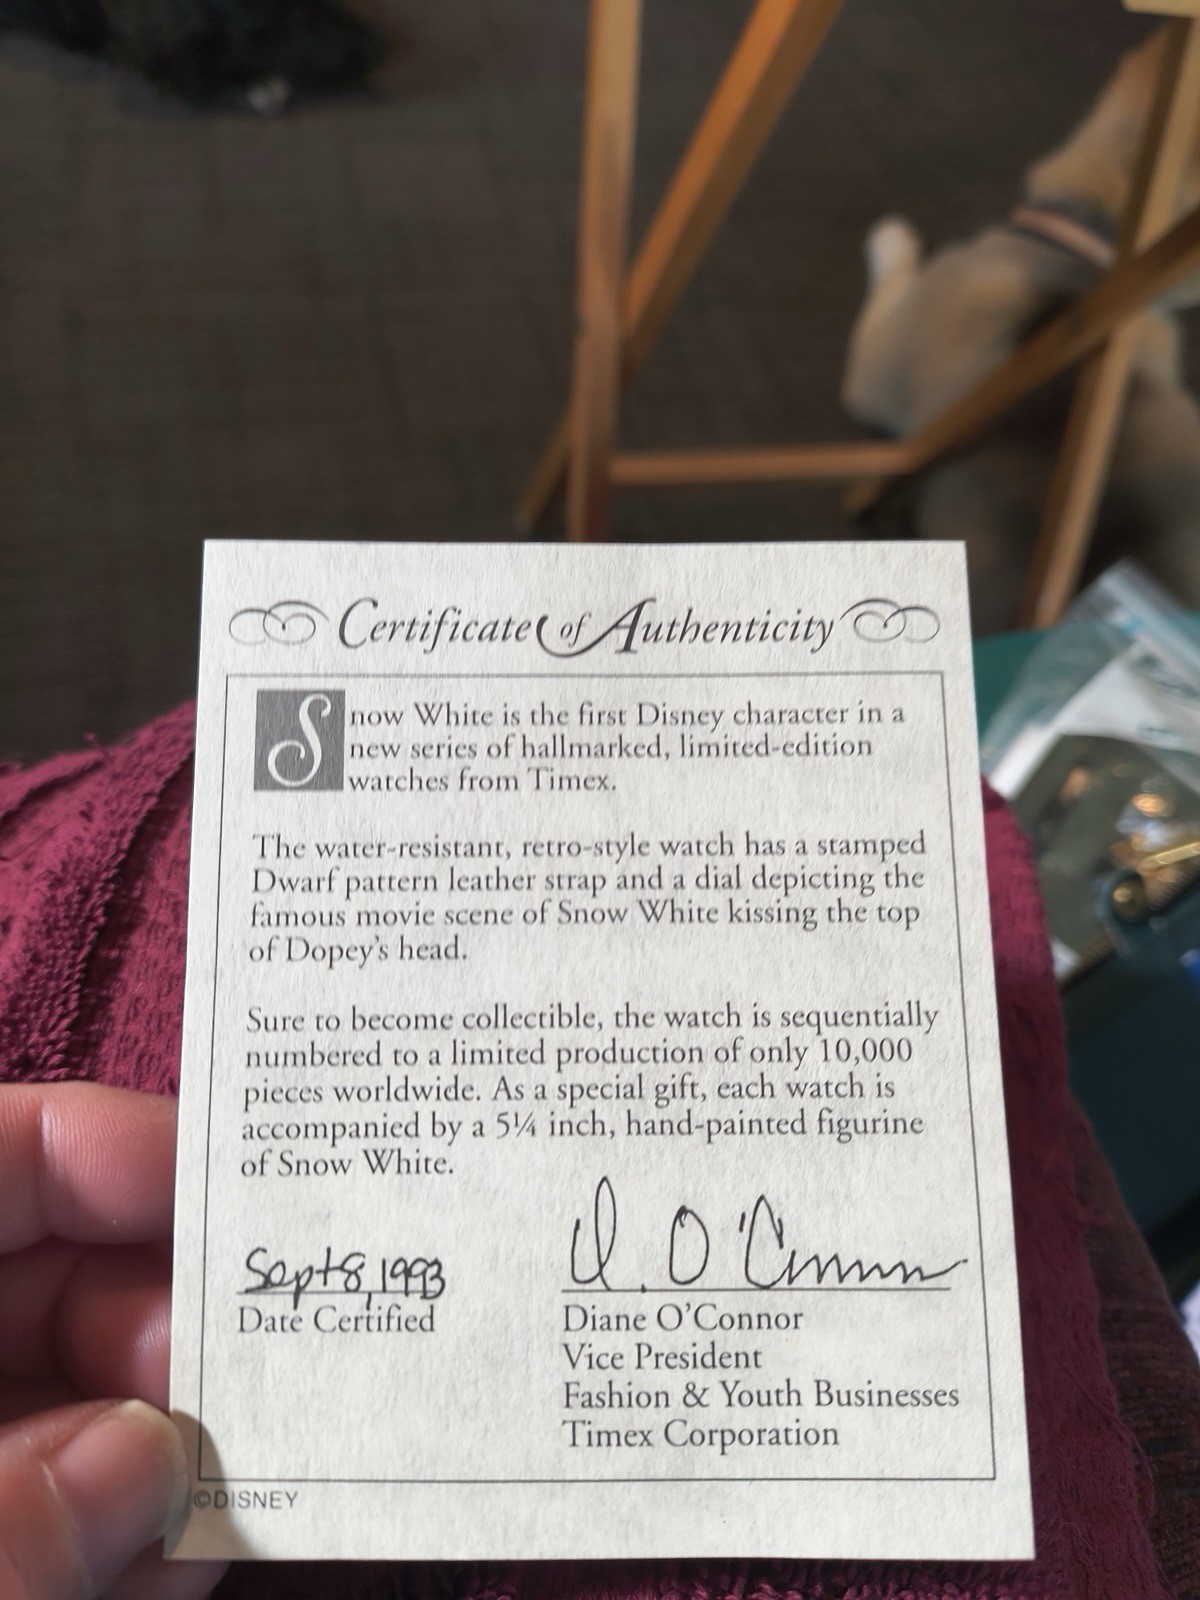 Certificate of Authenticity
Snow White is the first Disney character in a
new series of hallmarked, limited-edition
watches from Timex.
The water-resistant, retro-style watch has a stamped
Dwarf pattern leather strap and a dial depicting the
famous movie scene of Snow White kissing the top
of Dopey's head.
Sure to become collectible, the watch is sequentially
numbered to a limited production of only 10,000
pieces worldwide. As a special gift, each watch is
accompanied by a 5¼ inch, hand-painted figurine
of Snow White.
Sept 8, 1993
Date Certified
D. O'Connor
Diane O'Connor
Vice President
Fashion & Youth Businesses
Timex Corporation
©DISNEY